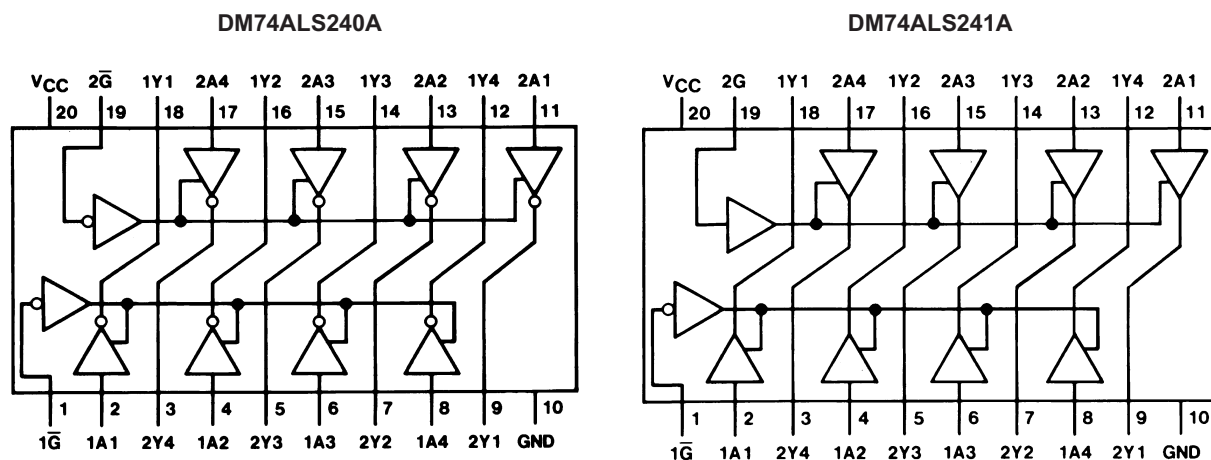 DM74ALS240A
VCC 2G̅ 1Y1 2A4 1Y2 2A3 1Y3 2A2 1Y4 2A1
20 19 18 17 16 15 14 13 12 11
1 2 3 4 5 6 7 8 9 10
1G̅ 1A1 2Y4 1A2 2Y3 1A3 2Y2 1A4 2Y1 GND
DM74ALS241A
VCC 2G 1Y1 2A4 1Y2 2A3 1Y3 2A2 1Y4 2A1
20 19 18 17 16 15 14 13 12 11
1 2 3 4 5 6 7 8 9 10
1G̅ 1A1 2Y4 1A2 2Y3 1A3 2Y2 1A4 2Y1 GND